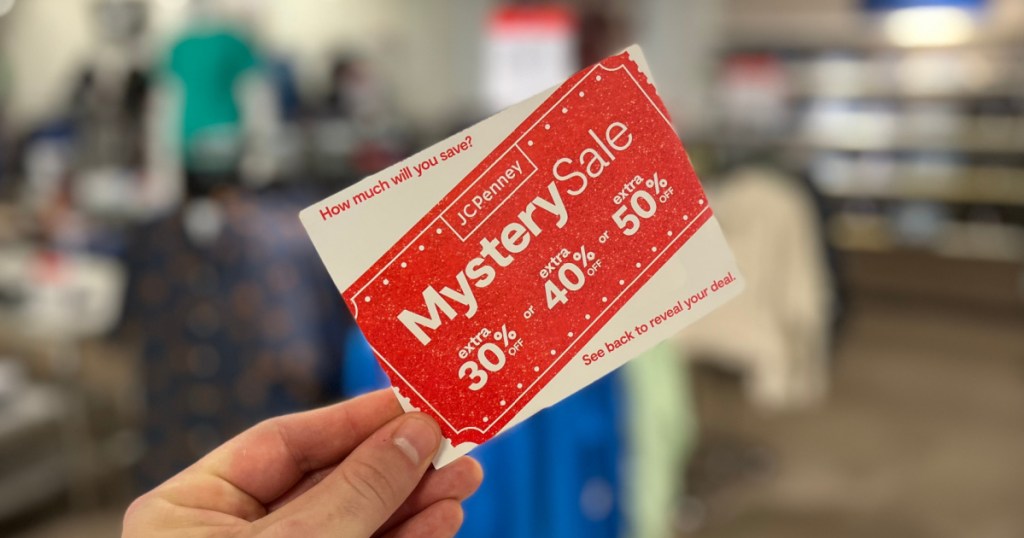 How much will you save?
JCPenney
MysterySale
extra 30% OFF or extra 40% OFF or extra 50% OFF
See back to reveal your deal.